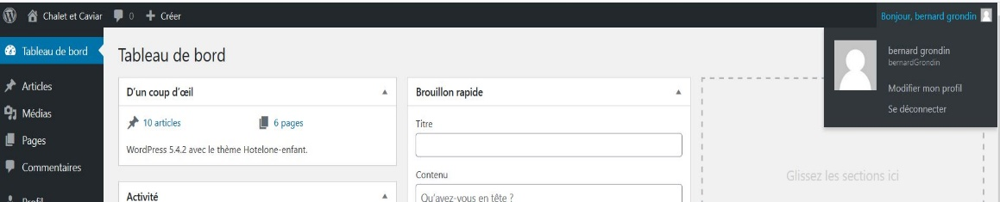 Chalet et Caviar 0 Créer Bonjour, bernard grondin
Tableau de bord
Articles
Médias
Pages
Commentaires
Profil
Tableau de bord
D'un coup d'œil
10 articles 6 pages
WordPress 5.4.2 avec le thème Hotelone-enfant.
Activité
Brouillon rapide
Titre
Contenu
Qu'avez-vous en tête ?
Glissez les sections ici
bernard grondin
bernardGrondin
Modifier mon profil
Se déconnecter